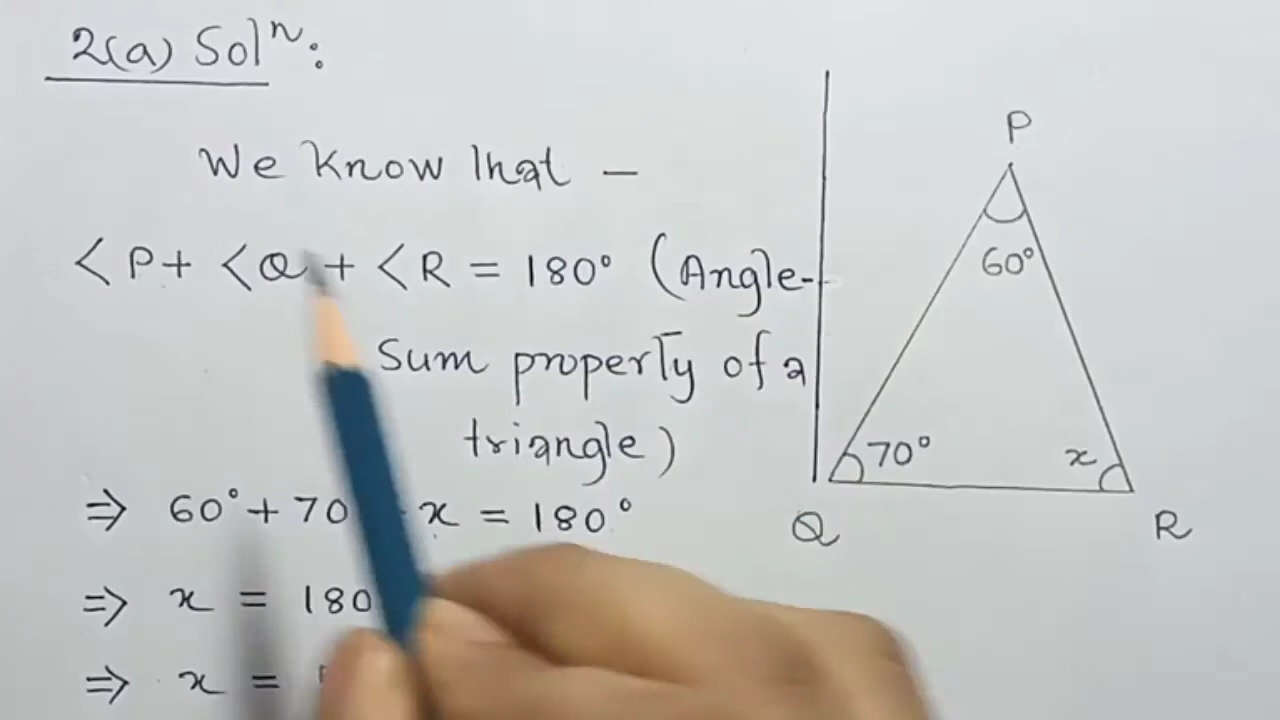 2(a) Solⁿ:
We know that —
<P+ <Q + <R = 180° (Angle-
Sum property of a
triangle)
⇒ 60°+70 x = 180°
⇒ x = 180
⇒ x =
P
60°
70°
x
Q
R